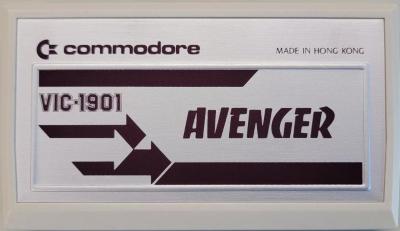 commodore
MADE IN HONG KONG
VIC-1901
AVENGER